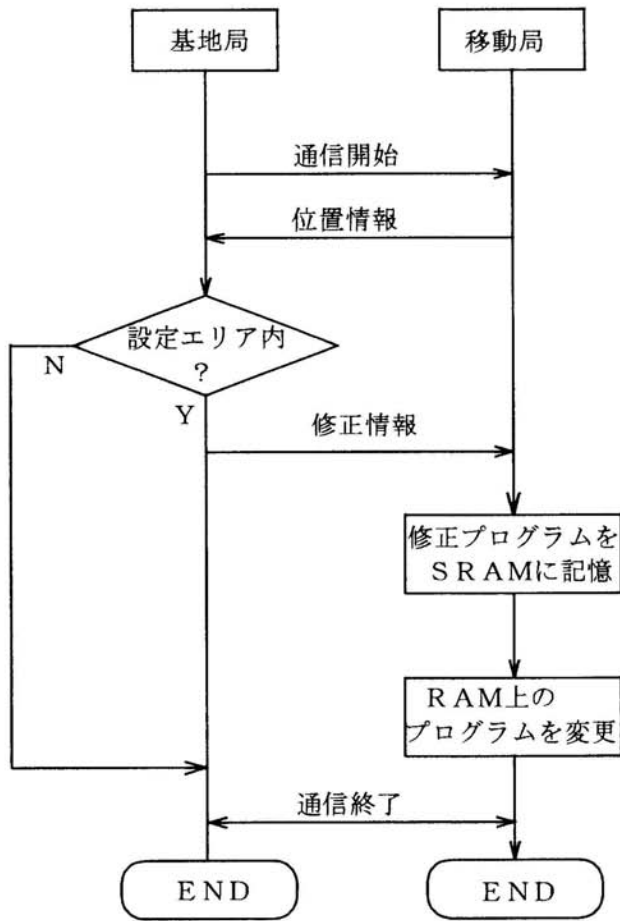 基地局
移動局
通信開始
位置情報
設定エリア内
?
N
Y
修正情報
修正プログラムを
SRAMに記憶
RAM上の
プログラムを変更
通信終了
END
END